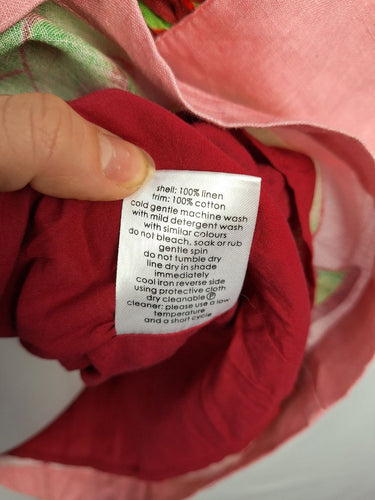 shell: 100% linen
trim: 100% cotton
cold gentle machine wash
with mild detergent wash
with similar colours
do not bleach, soak or rub
gentle spin
do not tumble dry
line dry in shade
immediately
cool iron reverse side
using protective cloth
dry cleanable Ⓟ
cleaner: please use a low
temperature
and a short cycle